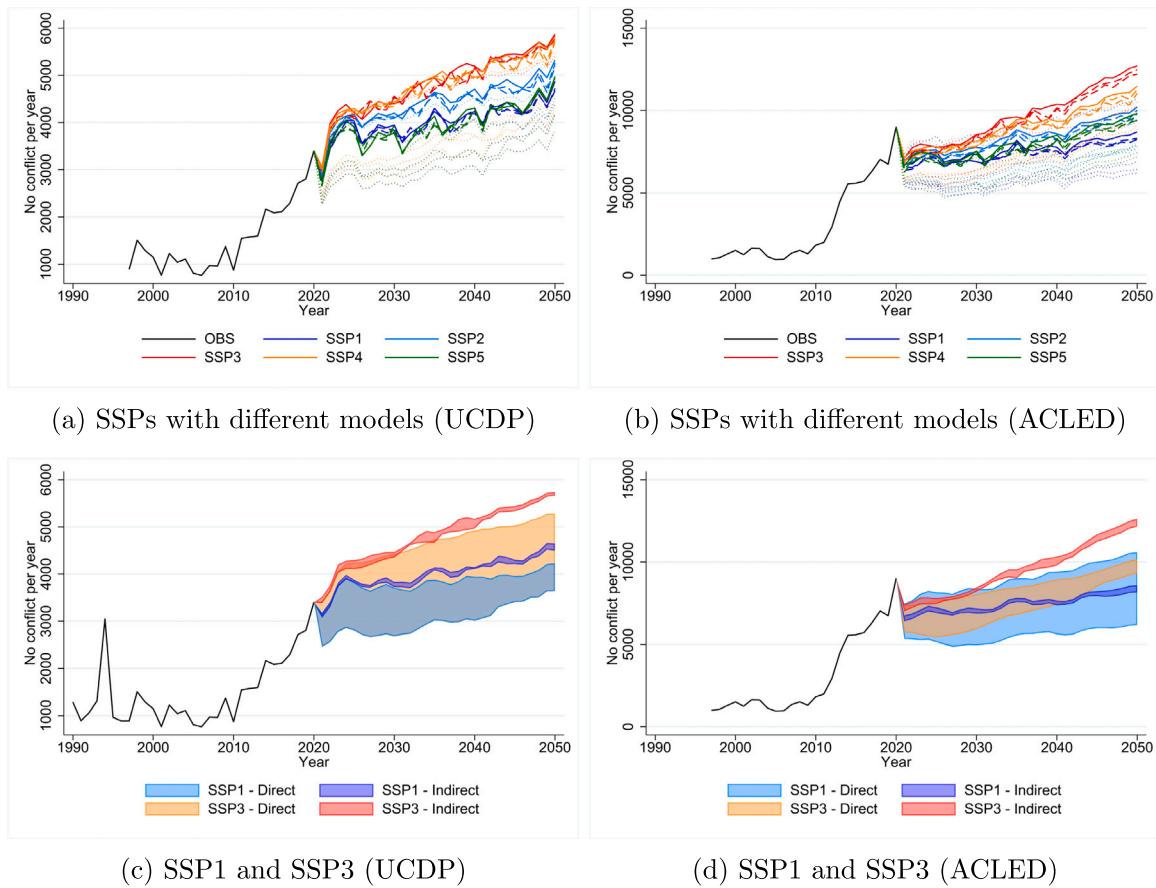 No conflict per year
6000
5000
4000
3000
2000
1000
1990 2000 2010 2020 2030 2040 2050
Year
OBS SSP1 SSP2
SSP3 SSP4 SSP5
(a) SSPs with different models (UCDP)
No conflict per year
15000
10000
5000
0
1990 2000 2010 2020 2030 2040 2050
Year
OBS SSP1 SSP2
SSP3 SSP4 SSP5
(b) SSPs with different models (ACLED)
No conflict per year
6000
5000
4000
3000
2000
1000
1990 2000 2010 2020 2030 2040 2050
Year
SSP1 - Direct SSP1 - Indirect
SSP3 - Direct SSP3 - Indirect
(c) SSP1 and SSP3 (UCDP)
No conflict per year
15000
10000
5000
0
1990 2000 2010 2020 2030 2040 2050
Year
SSP1 - Direct SSP1 - Indirect
SSP3 - Direct SSP3 - Indirect
(d) SSP1 and SSP3 (ACLED)